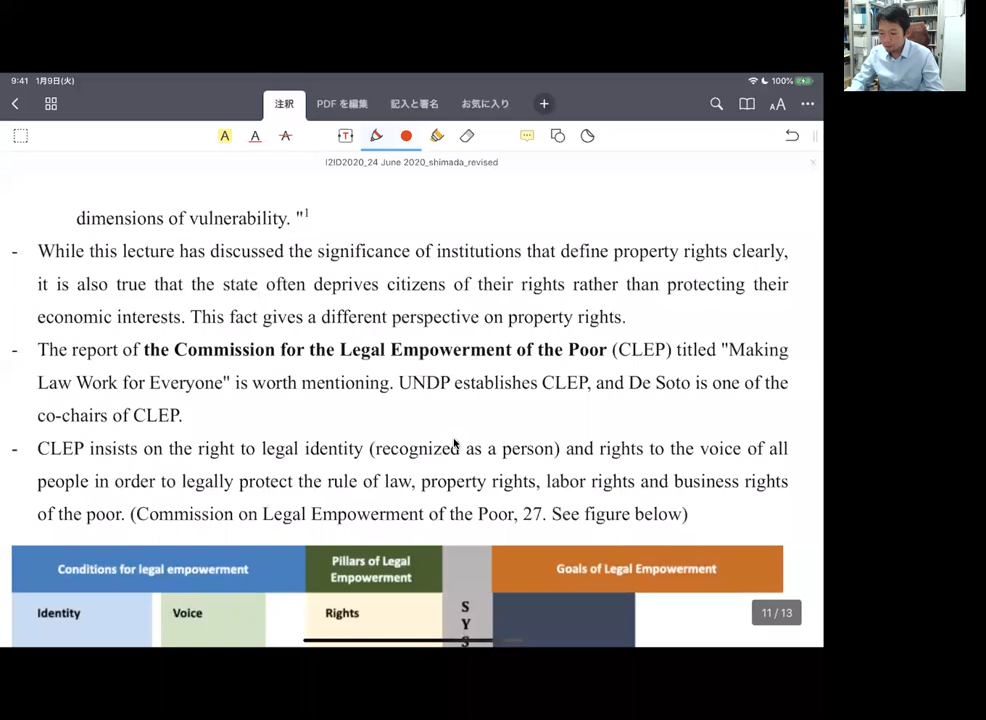 9:41 1月9日(火) 100%
注釈 PDF を編集 記入と署名 お気に入り
I2ID2020_24 June 2020_shimada_revised
dimensions of vulnerability. "1
- While this lecture has discussed the significance of institutions that define property rights clearly,
it is also true that the state often deprives citizens of their rights rather than protecting their
economic interests. This fact gives a different perspective on property rights.
- The report of the Commission for the Legal Empowerment of the Poor (CLEP) titled "Making
Law Work for Everyone" is worth mentioning. UNDP establishes CLEP, and De Soto is one of the
co-chairs of CLEP.
- CLEP insists on the right to legal identity (recognized as a person) and rights to the voice of all
people in order to legally protect the rule of law, property rights, labor rights and business rights
of the poor. (Commission on Legal Empowerment of the Poor, 27. See figure below)
Conditions for legal empowerment
Pillars of Legal
Empowerment
Goals of Legal Empowerment
Identity
Voice
Rights
S
Y
S
11 / 13